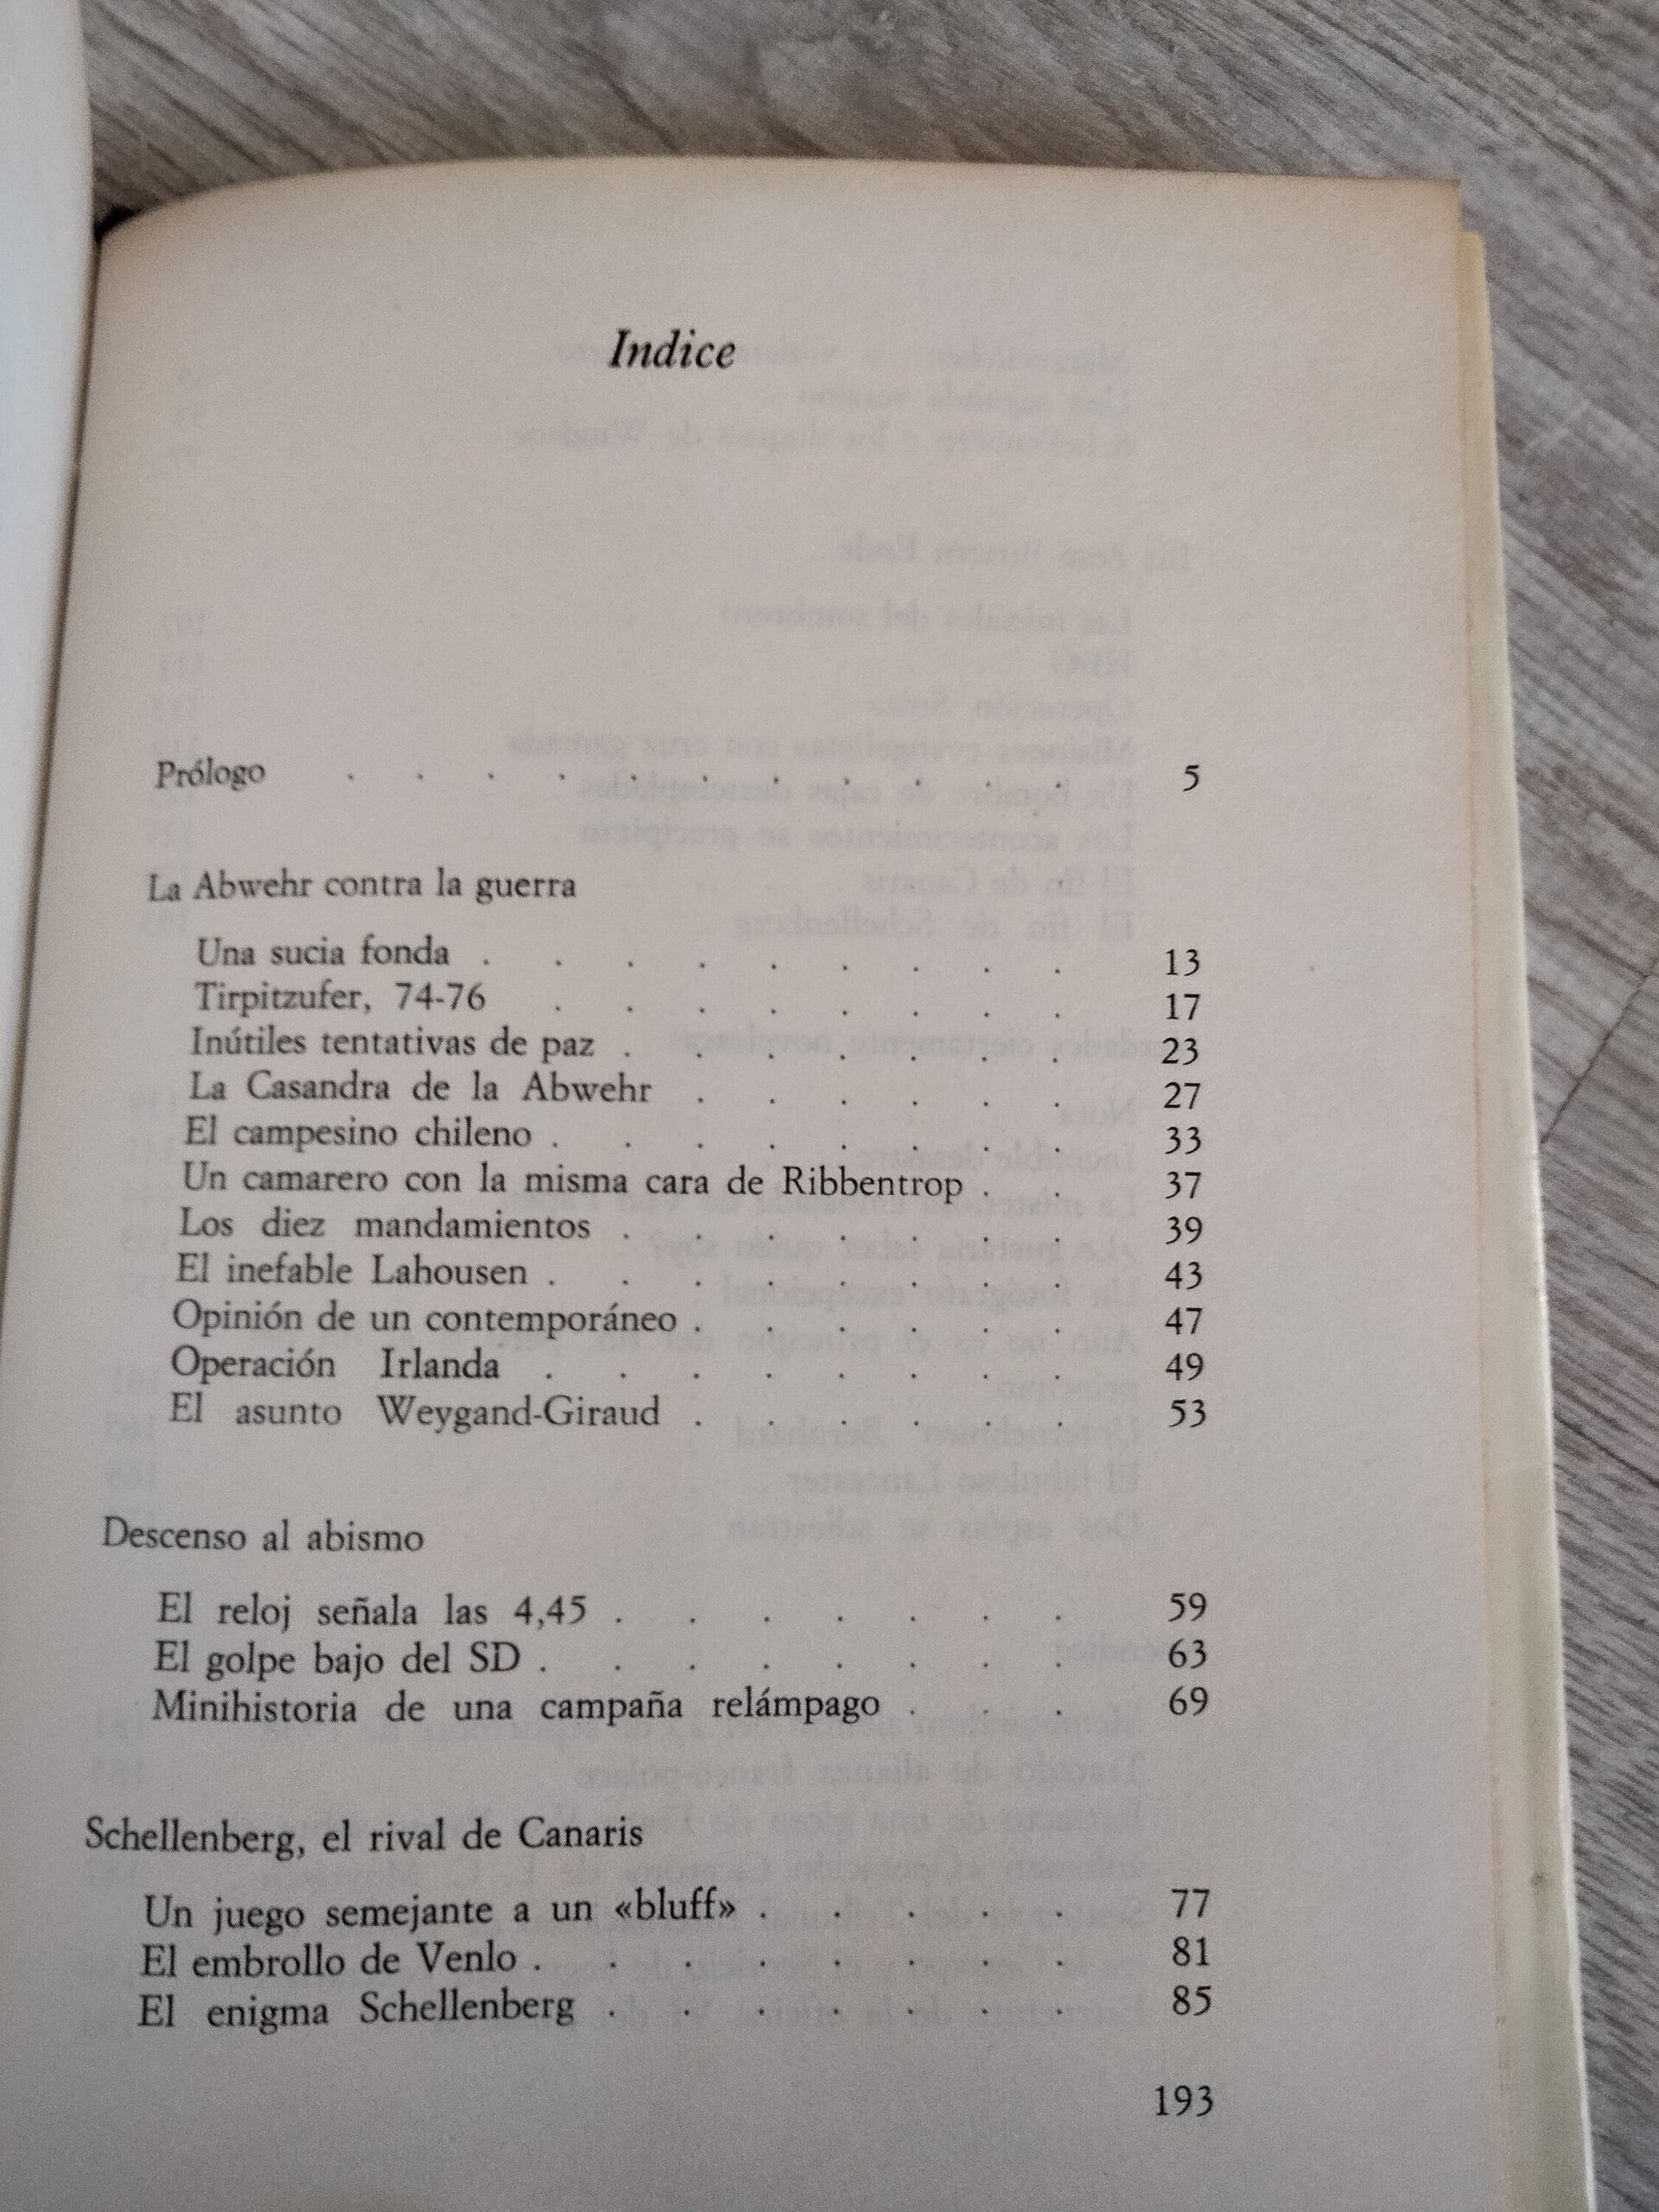 Indice
Prólogo . . . . . . . . . . . 5
La Abwehr contra la guerra
Una sucia fonda . . . . . . . . . 13
Tirpitzufer, 74-76 . . . . . . . . 17
Inútiles tentativas de paz . . . . . . . 23
La Casandra de la Abwehr . . . . . . 27
El campesino chileno . . . . . . . . 33
Un camarero con la misma cara de Ribbentrop . . 37
Los diez mandamientos . . . . . . . 39
El inefable Lahousen . . . . . . . . 43
Opinión de un contemporáneo . . . . . . 47
Operación Irlanda . . . . . . . . 49
El asunto Weygand-Giraud . . . . . . 53
Descenso al abismo
El reloj señala las 4,45 . . . . . . . 59
El golpe bajo del SD . . . . . . . . 63
Minihistoria de una campaña relámpago . . . 69
Schellenberg, el rival de Canaris
Un juego semejante a un «bluff» . . . . . 77
El embrollo de Venlo . . . . . . . . 81
El enigma Schellenberg . . . . . . . 85
193